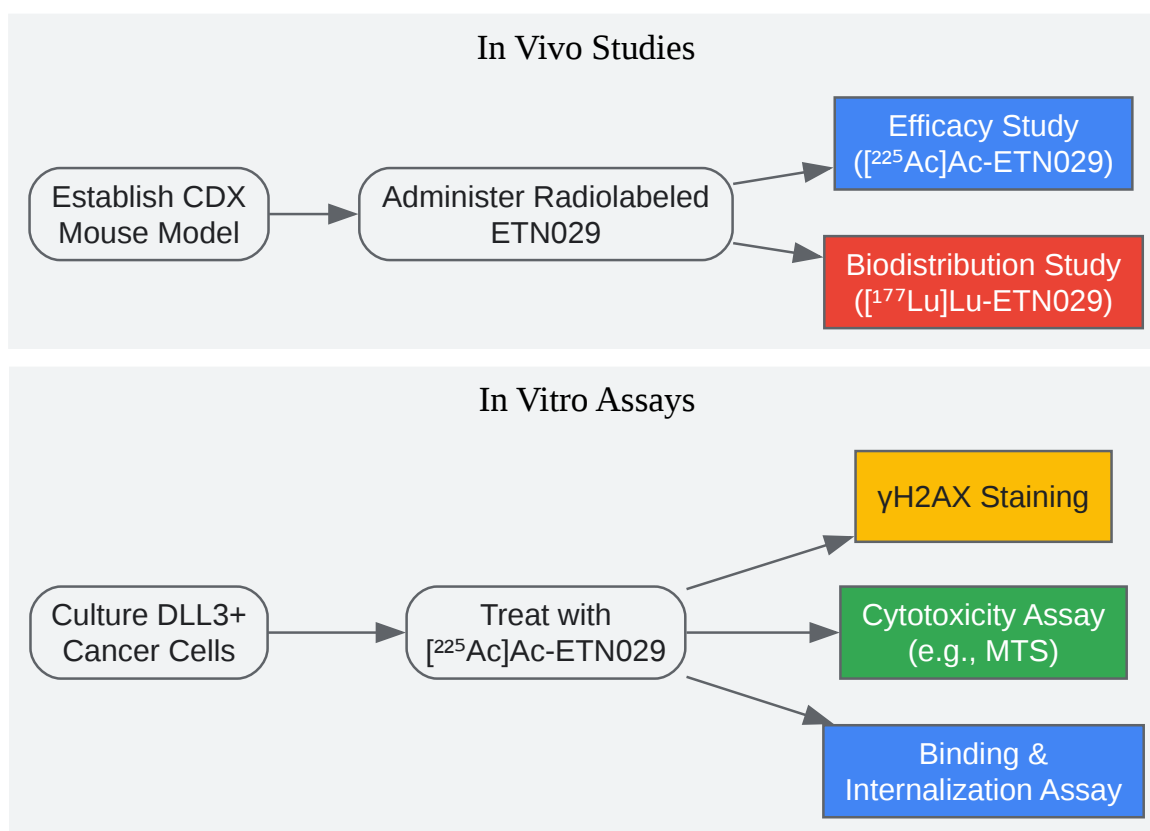 In Vivo Studies
Establish CDX
Mouse Model
Administer Radiolabeled
ETN029
Efficacy Study
([²²⁵Ac]Ac-ETN029)
Biodistribution Study
([¹⁷⁷Lu]Lu-ETN029)
In Vitro Assays
Culture DLL3+
Cancer Cells
Treat with
[²²⁵Ac]Ac-ETN029
γH2AX Staining
Cytotoxicity Assay
(e.g., MTS)
Binding &
Internalization Assay